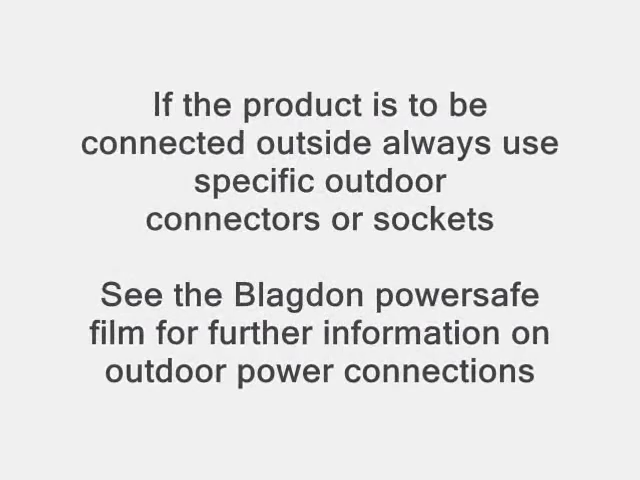 If the product is to be
connected outside always use
specific outdoor
connectors or sockets
See the Blagdon powersafe
film for further information on
outdoor power connections